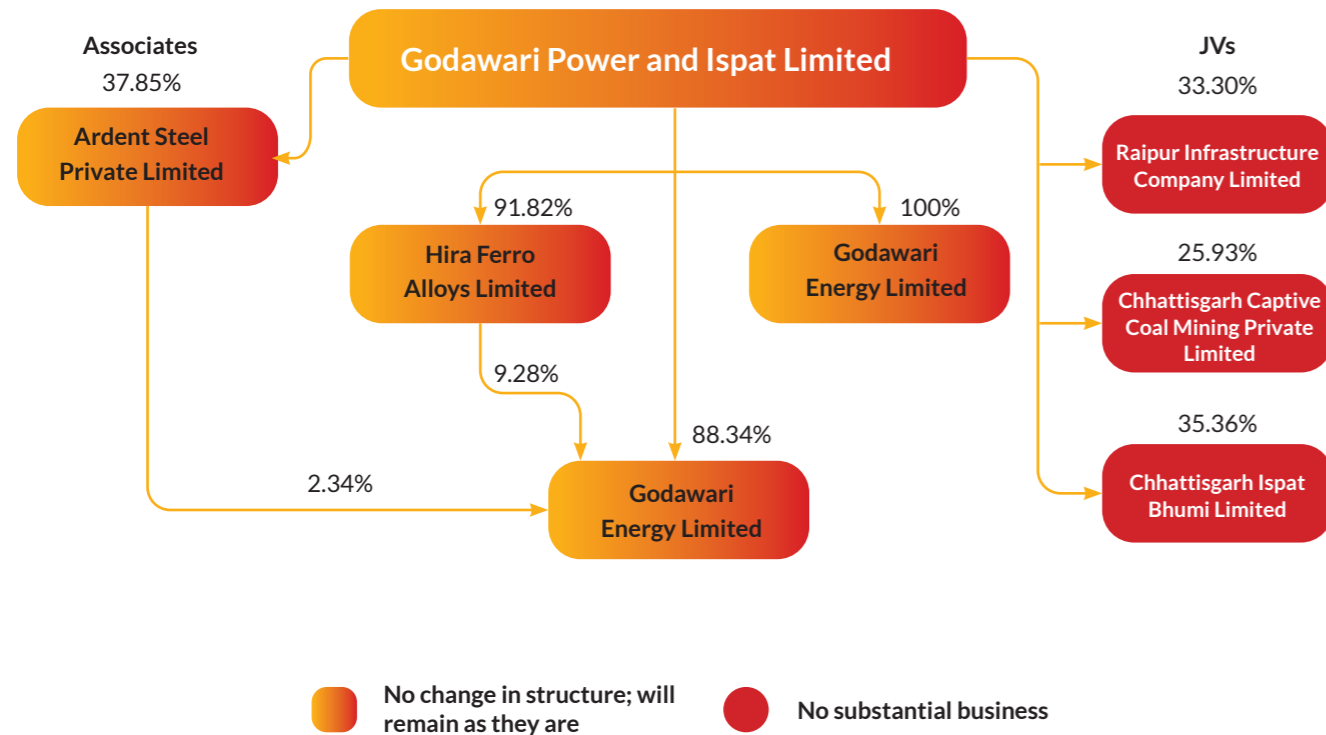 Godawari Power and Ispat Limited
Associates
37.85%
Ardent Steel
Private Limited
JVs
33.30%
Raipur Infrastructure
Company Limited
91.82%
Hira Ferro
Alloys Limited
100%
Godawari
Energy Limited
25.93%
Chhattisgarh Captive
Coal Mining Private
Limited
9.28%
88.34%
2.34%
Godawari
Energy Limited
35.36%
Chhattisgarh Ispat
Bhumi Limited
No change in structure; will
remain as they are
No substantial business